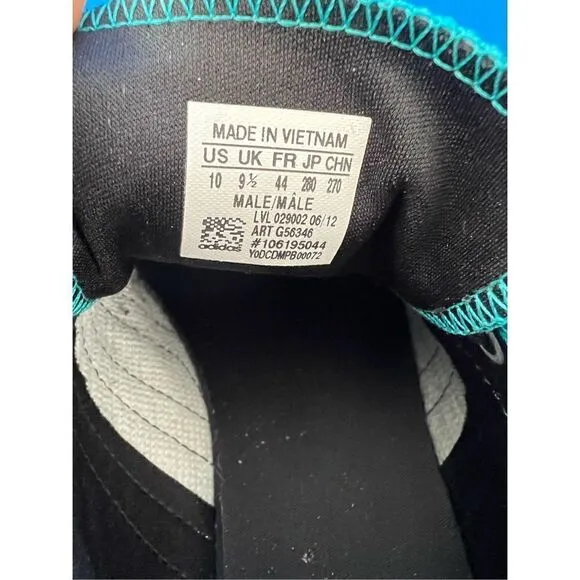 MADE IN VIETNAM
US UK FR JP CHN
10 9½ 44 280 270
MALE/MÂLE
LVL 029002 06/12
ART G56346
#106195044
Y0DCDMPB00072
adidas